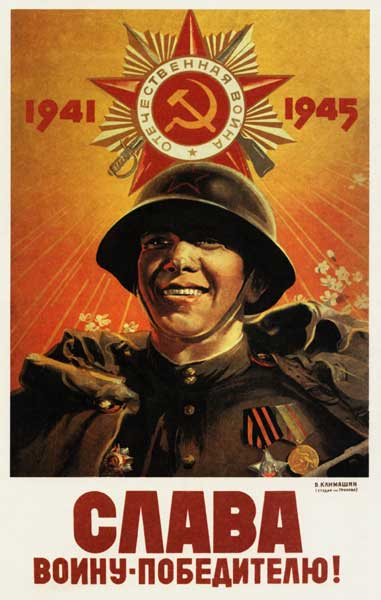 1941 1945
ОТЕЧЕСТВЕННАЯ ВОЙНА
В. КЛИМАШИН
СЛАВА
ВОИНУ-ПОБЕДИТЕЛЮ!